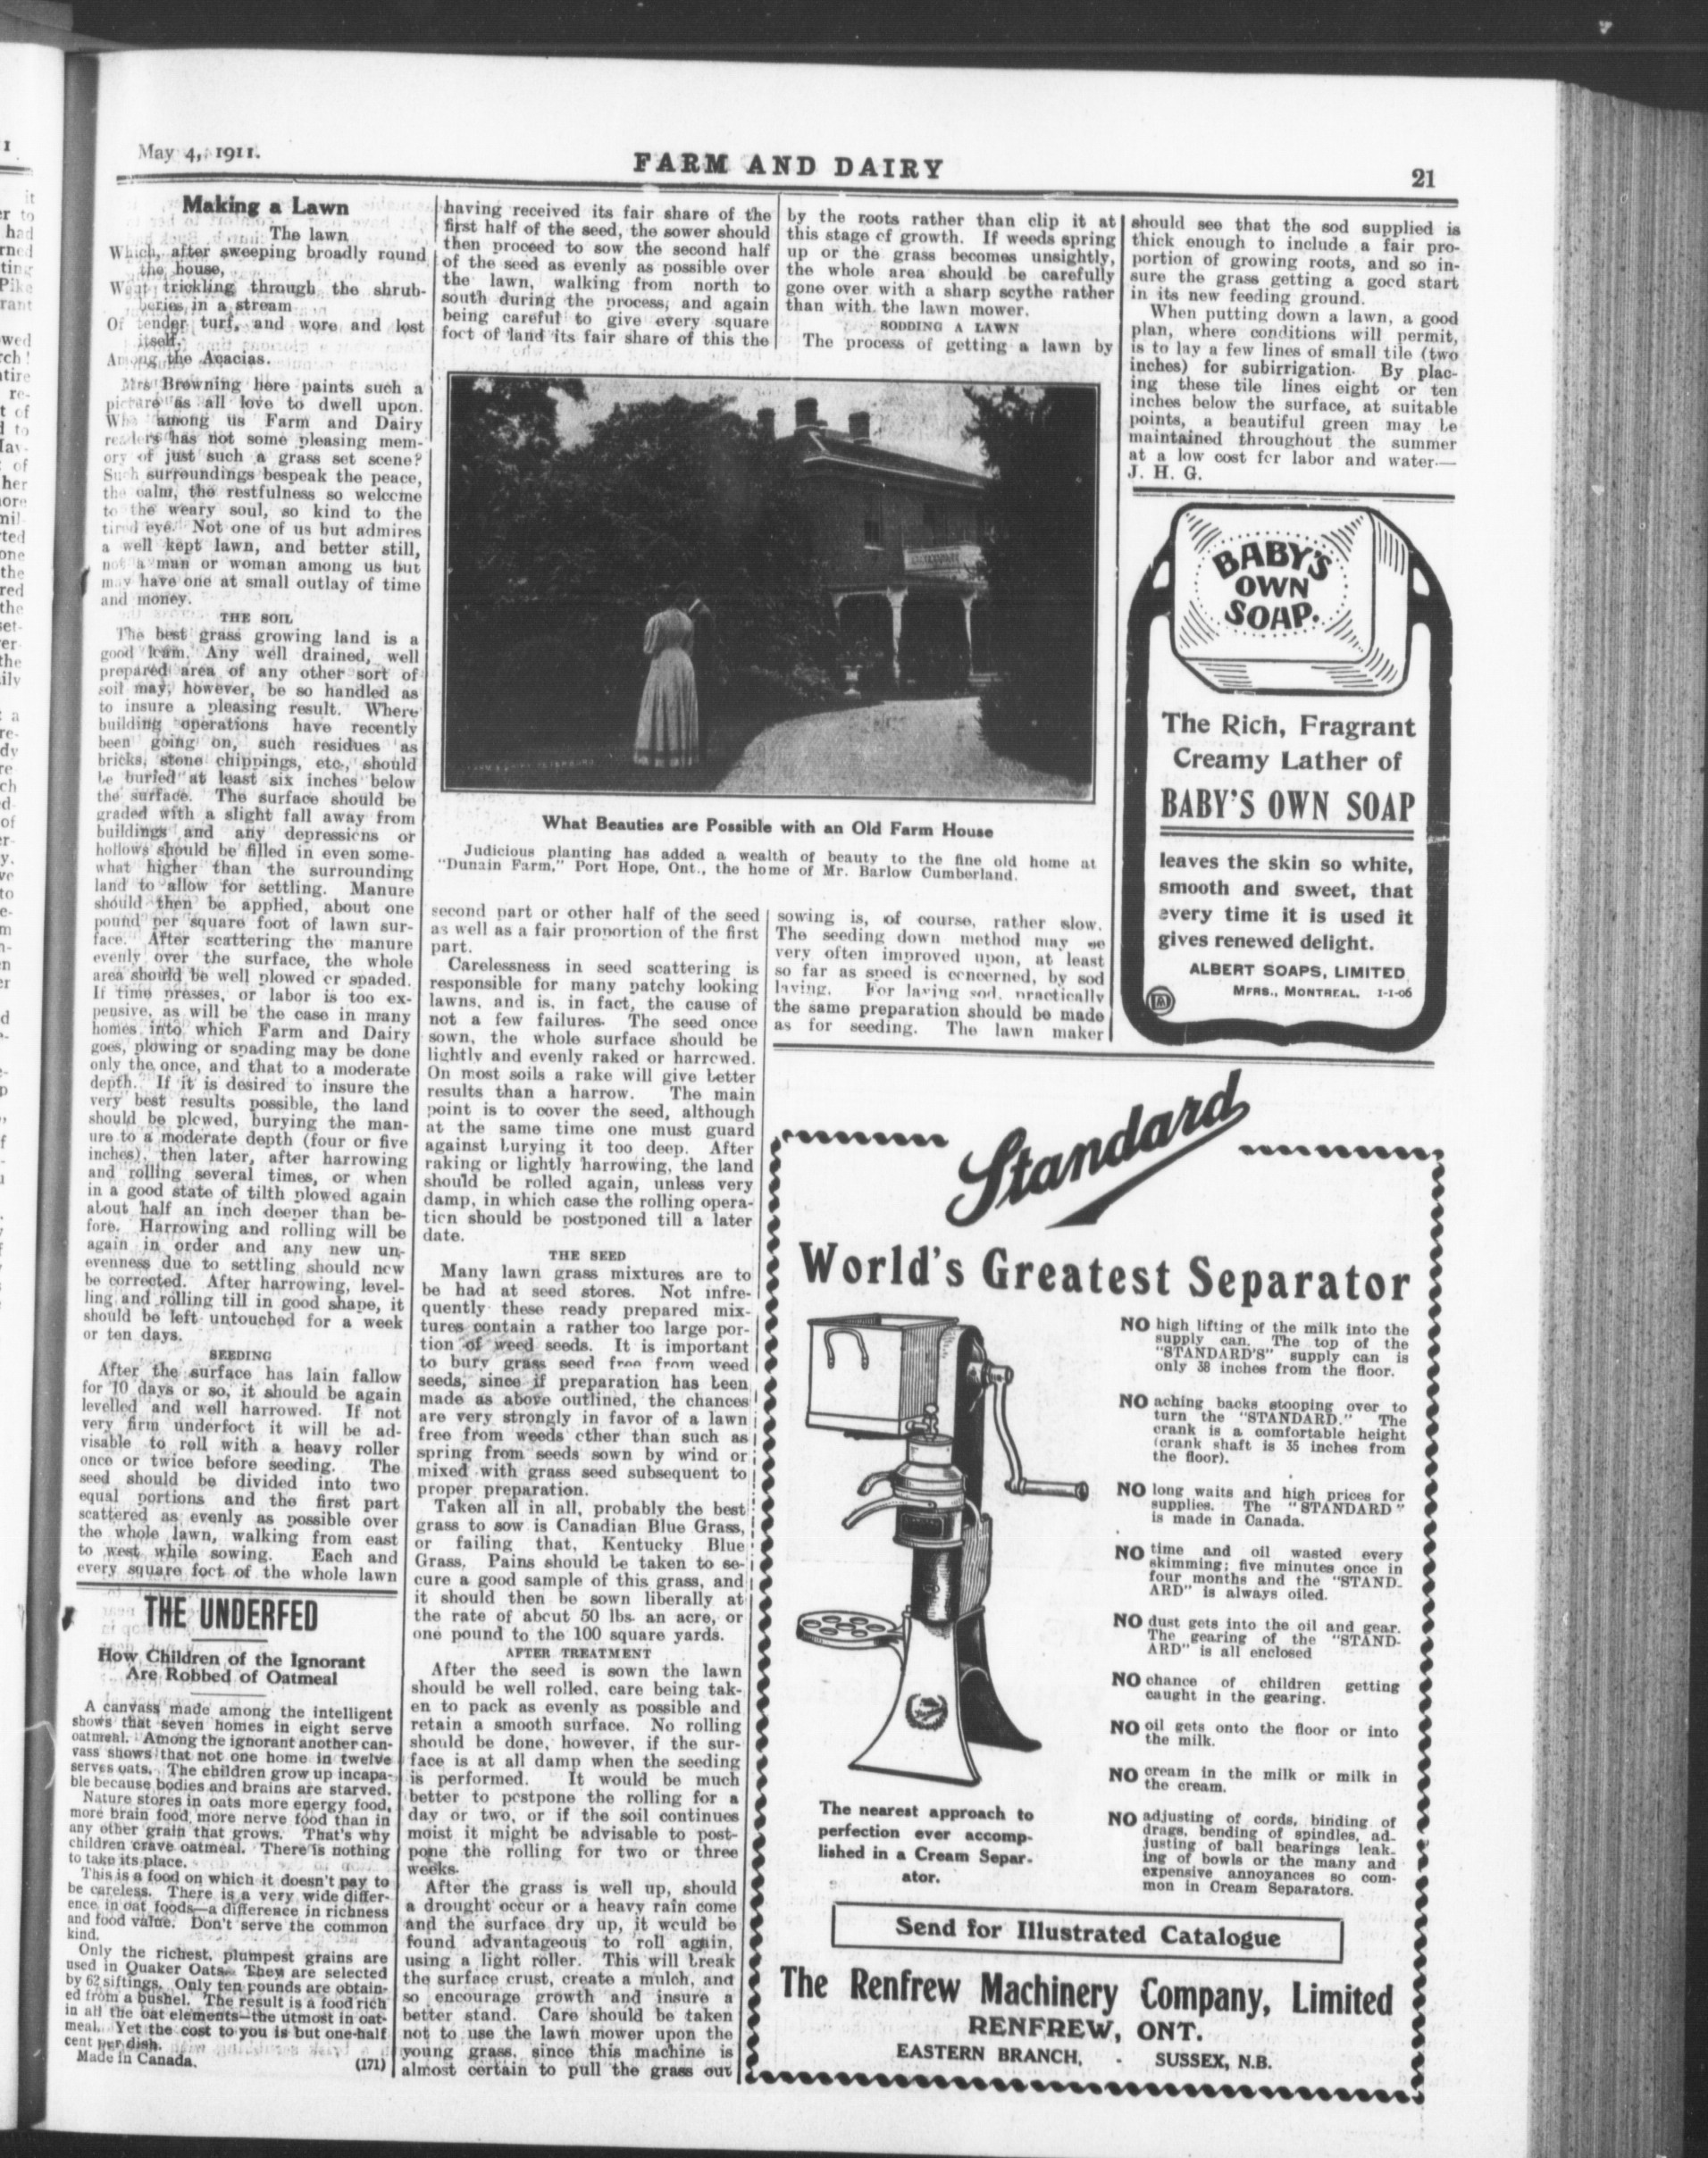 May 4, 1911.
FARM AND DAIRY
21
Making a Lawn
The lawn
Which, after sweeping broadly round
the house,
Went trickling through the shrub-
beries in a stream
Of tender turf, and wore and lost
itself,
Among the Acacias.
Mrs Browning here paints such a
picture as all love to dwell upon.
Who among us Farm and Dairy
readers has not some pleasing mem-
ory of just such a grass set scene?
Such surroundings bespeak the peace,
the calm, the restfulness so welcome
to the weary soul, so kind to the
tired eye. Not one of us but admires
a well kept lawn, and better still,
not a man or woman among us but
may have one at small outlay of time
and money.
THE SOIL
The best grass growing land is a
good loam. Any well drained, well
prepared area of any other sort of
soil may, however, be so handled as
to insure a pleasing result. Where
building operations have recently
been going on, such residues as
bricks, stone chippings, etc., should
be buried at least six inches below
the surface. The surface should be
graded with a slight fall away from
buildings and any depressions or
hollows should be filled in even some-
what higher than the surrounding
land to allow for settling. Manure
should then be applied, about one
pound per square foot of lawn sur-
face. After scattering the manure
evenly over the surface, the whole
area should be well plowed or spaded.
If time presses, or labor is too ex-
pensive, as will be the case in many
homes into which Farm and Dairy
goes, plowing or spading may be done
only the once, and that to a moderate
depth. If it is desired to insure the
very best results possible, the land
should be plowed, burying the man-
ure to a moderate depth (four or five
inches), then later, after harrowing
and rolling several times, or when
in a good state of tilth plowed again
about half an inch deeper than be-
fore. Harrowing and rolling will be
again in order and any new un-
evenness due to settling should now
be corrected. After harrowing, level-
ling and rolling till in good shape, it
should be left untouched for a week
or ten days.
SEEDING
After the surface has lain fallow
for 10 days or so, it should be again
levelled and well harrowed. If not
very firm underfoot it will be ad-
visable to roll with a heavy roller
once or twice before seeding. The
seed should be divided into two
equal portions and the first part
scattered as evenly as possible over
the whole lawn, walking from east
to west while sowing. Each and
every square foot of the whole lawn
THE UNDERFED
How Children of the Ignorant
Are Robbed of Oatmeal
A canvass made among the intelligent
shows that seven homes in eight serve
oatmeal. Among the ignorant another can-
vass shows that not one home in twelve
serves oats. The children grow up incapa-
ble because bodies and brains are starved.
Nature stores in oats more energy food,
more brain food, more nerve food than in
any other grain that grows. That's why
children crave oatmeal. There is nothing
to take its place.
This is a food on which it doesn't pay to
be careless. There is a very wide differ-
ence in oat foods—a difference in richness
and food value. Don't serve the common
kind.
Only the richest, plumpest grains are
used in Quaker Oats. They are selected
by 62 siftings. Only ten pounds are obtain-
ed from a bushel. The result is a food rich
in all the oat elements—the utmost in oat-
meal. Yet the cost to you is but one-half
cent per dish.
Made in Canada. (171)
having received its fair share of the
first half of the seed, the sower should
then proceed to sow the second half
of the seed as evenly as possible over
the lawn, walking from north to
south during the process, and again
being careful to give every square
foot of land its fair share of this the
by the roots rather than clip it at
this stage of growth. If weeds spring
up or the grass becomes unsightly,
the whole area should be carefully
gone over with a sharp scythe rather
than with the lawn mower.
SODDING A LAWN
The process of getting a lawn by
What Beauties are Possible with an Old Farm House
Judicious planting has added a wealth of beauty to the fine old home at
"Dunain Farm," Port Hope, Ont., the home of Mr. Barlow Cumberland.
second part or other half of the seed
as well as a fair proportion of the first
part.
Carelessness in seed scattering is
responsible for many patchy looking
lawns, and is, in fact, the cause of
not a few failures. The seed once
sown, the whole surface should be
lightly and evenly raked or harrowed.
On most soils a rake will give better
results than a harrow. The main
point is to cover the seed, although
at the same time one must guard
against burying it too deep. After
raking or lightly harrowing, the land
should be rolled again, unless very
damp, in which case the rolling opera-
tion should be postponed till a later
date.
THE SEED
Many lawn grass mixtures are to
be had at seed stores. Not infre-
quently these ready prepared mix-
tures contain a rather too large por-
tion of weed seeds. It is important
to bury grass seed free from weed
seeds, since if preparation has been
made as above outlined, the chances
are very strongly in favor of a lawn
free from weeds other than such as
spring from seeds sown by wind or
mixed with grass seed subsequent to
proper preparation.
Taken all in all, probably the best
grass to sow is Canadian Blue Grass,
or failing that, Kentucky Blue
Grass. Pains should be taken to se-
cure a good sample of this grass, and
it should then be sown liberally at
the rate of about 50 lbs. an acre, or
one pound to the 100 square yards.
AFTER TREATMENT
After the seed is sown the lawn
should be well rolled, care being tak-
en to pack as evenly as possible and
retain a smooth surface. No rolling
should be done, however, if the sur-
face is at all damp when the seeding
is performed. It would be much
better to postpone the rolling for a
day or two, or if the soil continues
moist it might be advisable to post-
pone the rolling for two or three
weeks.
After the grass is well up, should
a drought occur or a heavy rain come
and the surface dry up, it would be
found advantageous to roll again,
using a light roller. This will break
the surface crust, create a mulch, and
so encourage growth and insure a
better stand. Care should be taken
not to use the lawn mower upon the
young grass, since this machine is
almost certain to pull the grass out
sowing is, of course, rather slow.
The seeding down method may be
very often improved upon, at least
so far as speed is concerned, by sod
laying. For laying sod, practically
the same preparation should be made
as for seeding. The lawn maker
should see that the sod supplied is
thick enough to include a fair pro-
portion of growing roots, and so in-
sure the grass getting a good start
in its new feeding ground.
When putting down a lawn, a good
plan, where conditions will permit,
is to lay a few lines of small tile (two
inches) for subirrigation. By plac-
ing these tile lines eight or ten
inches below the surface, at suitable
points, a beautiful green may be
maintained throughout the summer
at a low cost for labor and water.—
J. H. G.
BABY'S
OWN
SOAP.
The Rich, Fragrant
Creamy Lather of
BABY'S OWN SOAP
leaves the skin so white,
smooth and sweet, that
every time it is used it
gives renewed delight.
ALBERT SOAPS, LIMITED
MFRS., MONTREAL. 1-1-06
Standard
World's Greatest Separator
NO high lifting of the milk into the
supply can. The top of the
"STANDARD'S" supply can is
only 38 inches from the floor.
NO aching backs stooping over to
turn the "STANDARD." The
crank is a comfortable height
(crank shaft is 35 inches from
the floor).
NO long waits and high prices for
supplies. The "STANDARD"
is made in Canada.
NO time and oil wasted every
skimming; five minutes once in
four months and the "STAND-
ARD" is always oiled.
NO dust gets into the oil and gear.
The gearing of the "STAND-
ARD" is all enclosed
NO chance of children getting
caught in the gearing.
NO oil gets onto the floor or into
the milk.
NO cream in the milk or milk in
the cream.
NO adjusting of cords, binding of
drags, bending of spindles, ad-
justing of ball bearings leak-
ing of bowls or the many and
expensive annoyances so com-
mon in Cream Separators.
The nearest approach to
perfection ever accomp-
lished in a Cream Separ-
ator.
Send for Illustrated Catalogue
The Renfrew Machinery Company, Limited
RENFREW, ONT.
EASTERN BRANCH, - SUSSEX, N.B.